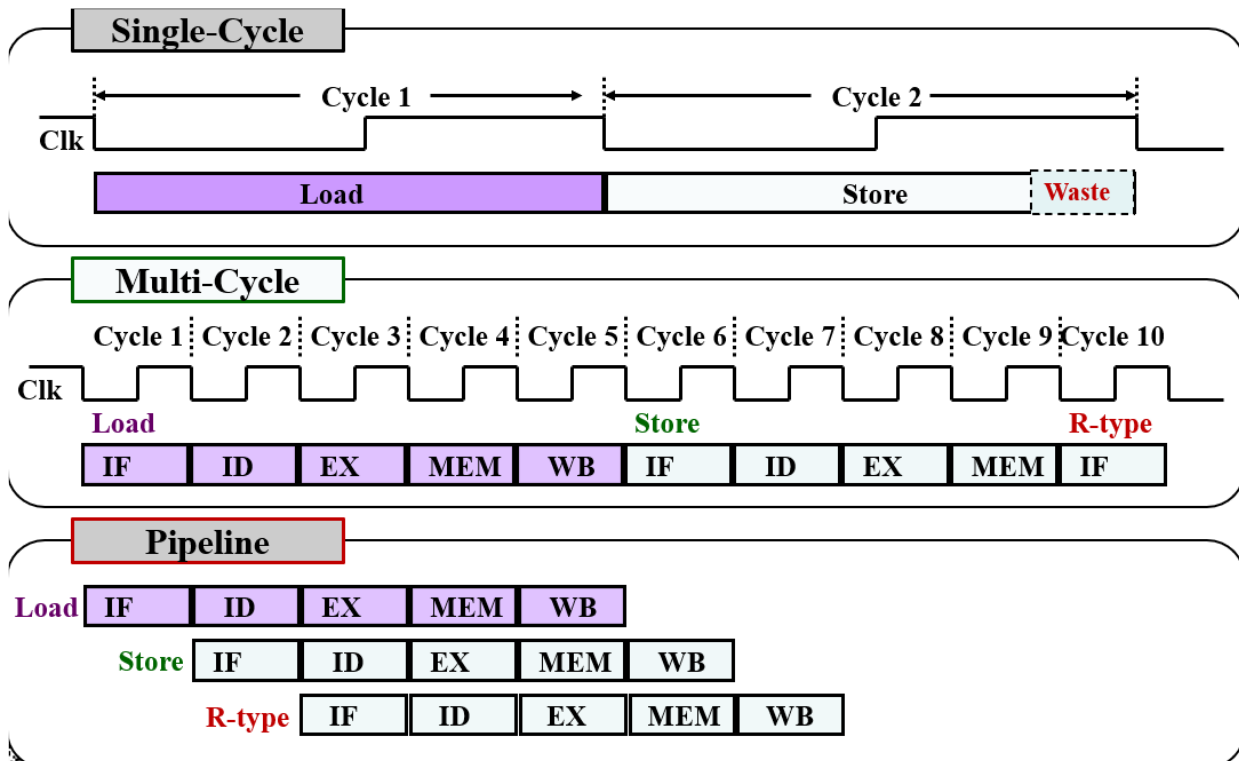 Single-Cycle
Cycle 1 Cycle 2
Clk
Load Store Waste
Multi-Cycle
Cycle 1 Cycle 2 Cycle 3 Cycle 4 Cycle 5 Cycle 6 Cycle 7 Cycle 8 Cycle 9 Cycle 10
Clk
Load Store R-type
IF ID EX MEM WB IF ID EX MEM IF
Pipeline
Load IF ID EX MEM WB
Store IF ID EX MEM WB
R-type IF ID EX MEM WB